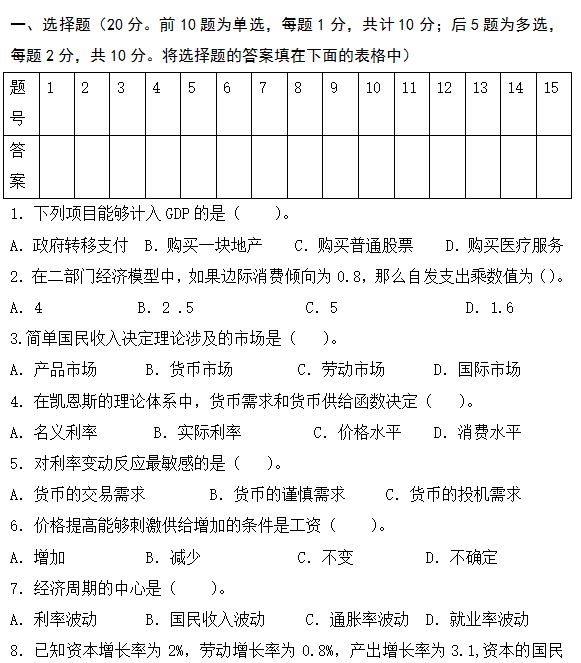 一、选择题（20 分。前 10 题为单选，每题 1 分，共计 10 分；后 5 题为多选，
每题 2 分，共 10 分。将选择题的答案填在下面的表格中）
题号 1 2 3 4 5 6 7 8 9 10 11 12 13 14 15
答案
1．下列项目能够计入 GDP 的是（　　）。
A．政府转移支付 B．购买一块地产 C．购买普通股票 D．购买医疗服务
2．在二部门经济模型中，如果边际消费倾向为 0.8，那么自发支出乘数值为（）。
A．4 B．2 .5 C．5 D．1.6
3.简单国民收入决定理论涉及的市场是（　　）。
A．产品市场 B．货币市场 C．劳动市场 D．国际市场
4．在凯恩斯的理论体系中，货币需求和货币供给函数决定（　　）。
A．名义利率 B．实际利率 C．价格水平 D．消费水平
5．对利率变动反应最敏感的是（　　）。
A．货币的交易需求 B．货币的谨慎需求 C．货币的投机需求
6．价格提高能够刺激供给增加的条件是工资（　　）。
A．增加 B．减少 C．不变 D．不确定
7．经济周期的中心是（　　）。
A．利率波动 B．国民收入波动 C．通胀率波动 D．就业率波动
8．已知资本增长率为 2%，劳动增长率为 0.8%，产出增长率为 3.1,资本的国民